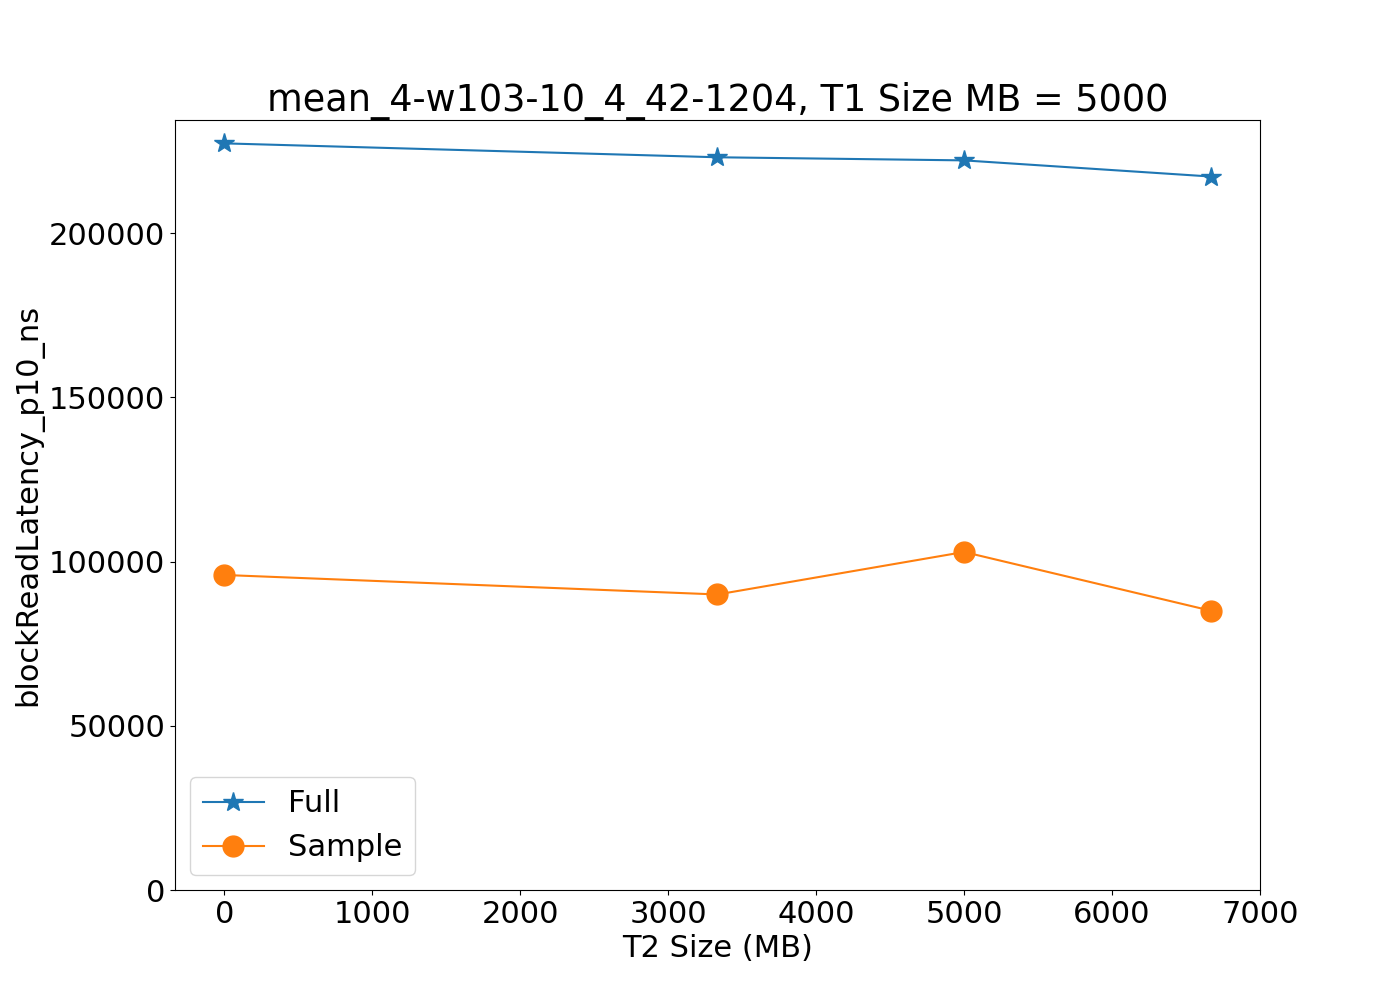 mean_4-w103-10_4_42-1204, T1 Size MB = 5000
blockReadLatency_p10_ns
200000
150000
100000
50000
0
Full
Sample
0 1000 2000 3000 4000 5000 6000 7000
T2 Size (MB)